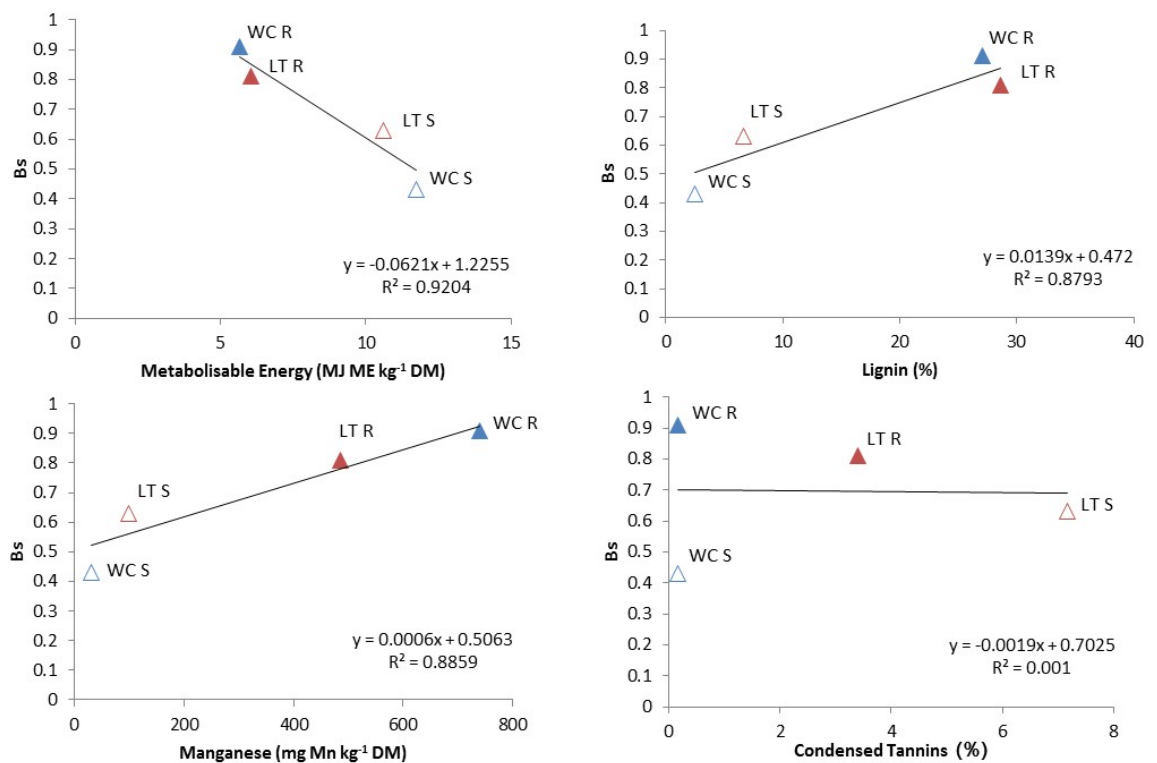 1
0.9
0.8
0.7
0.6
0.5
0.4
0.3
0.2
0.1
0
Bs
WC R
LT R
LT S
WC S
y = -0.0621x + 1.2255
R² = 0.9204
0 5 10 15
Metabolisable Energy (MJ ME kg⁻¹ DM)
1
0.9
0.8
0.7
0.6
0.5
0.4
0.3
0.2
0.1
0
Bs
WC R
LT R
LT S
WC S
y = 0.0139x + 0.472
R² = 0.8793
0 10 20 30 40
Lignin (%)
1
0.9
0.8
0.7
0.6
0.5
0.4
0.3
0.2
0.1
0
Bs
LT R
WC R
LT S
WC S
y = 0.0006x + 0.5063
R² = 0.8859
0 200 400 600 800
Manganese (mg Mn kg⁻¹ DM)
1
0.9
0.8
0.7
0.6
0.5
0.4
0.3
0.2
0.1
0
Bs
WC R
LT R
LT S
WC S
y = -0.0019x + 0.7025
R² = 0.001
0 2 4 6 8
Condensed Tannins (%)